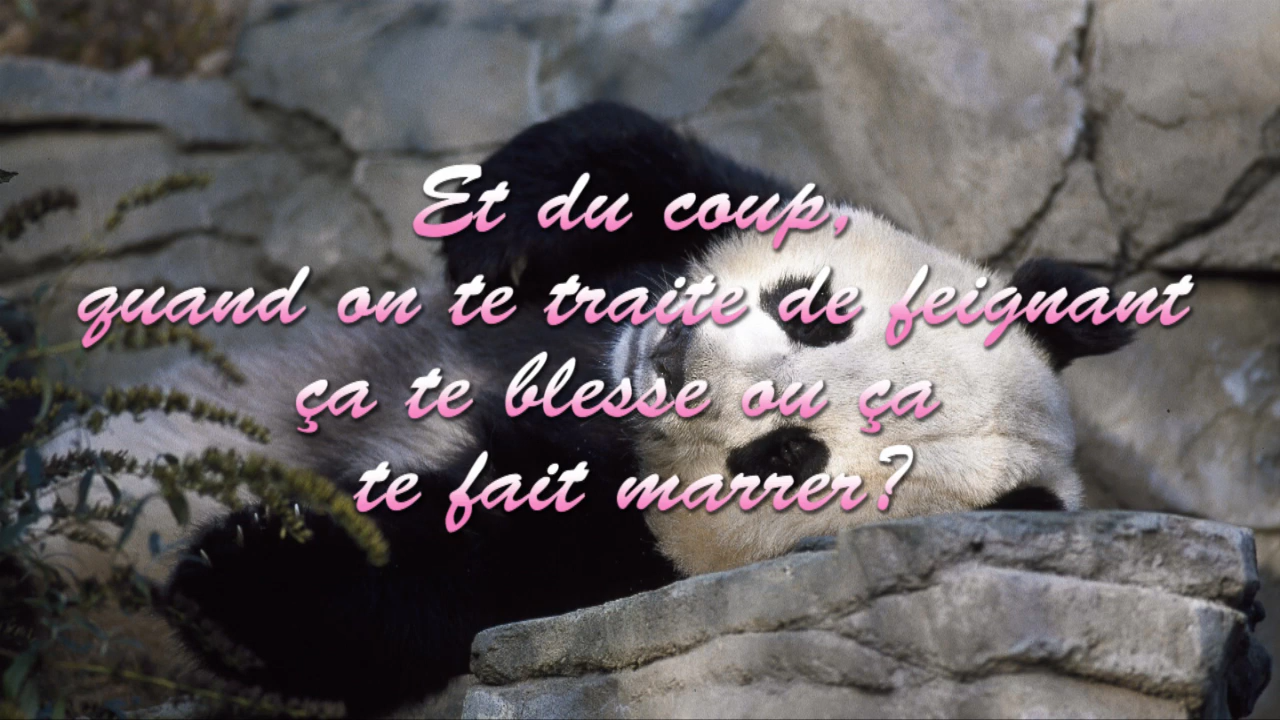 Et du coup,
quand on te traite de feignant
ça te blesse ou ça
te fait marrer?